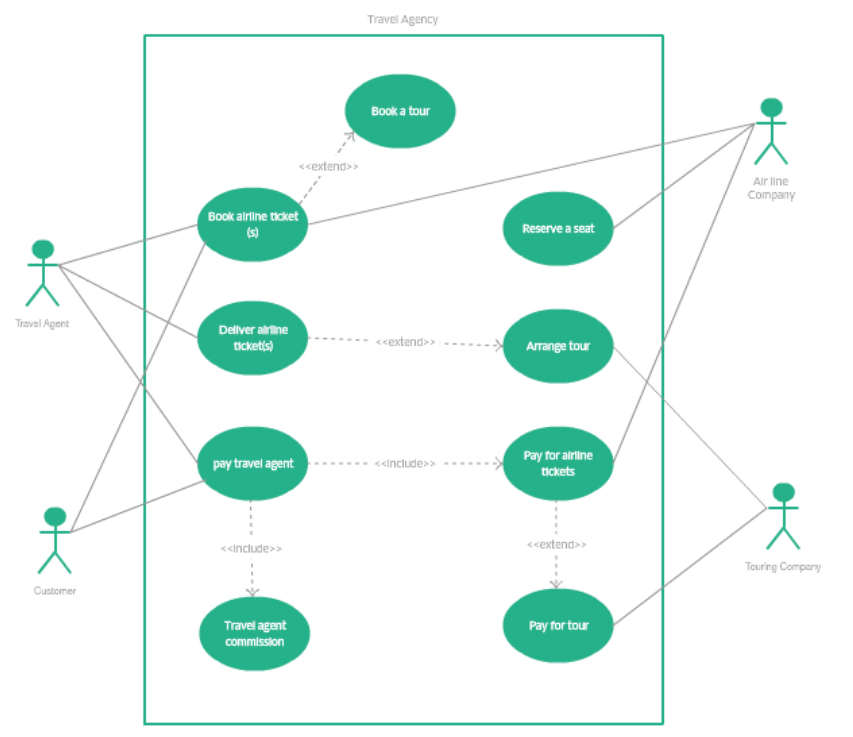 Travel Agency
Book a tour
<<extend>>
Air line
Company
Book airline ticket
(s)
Reserve a seat
Travel Agent
Deliver airline
ticket(s)
<<extend>>
Arrange tour
pay travel agent
<<include>>
Pay for airline
tickets
<<include>>
<<extend>>
Customer
Touring Company
Travel agent
commission
Pay for tour